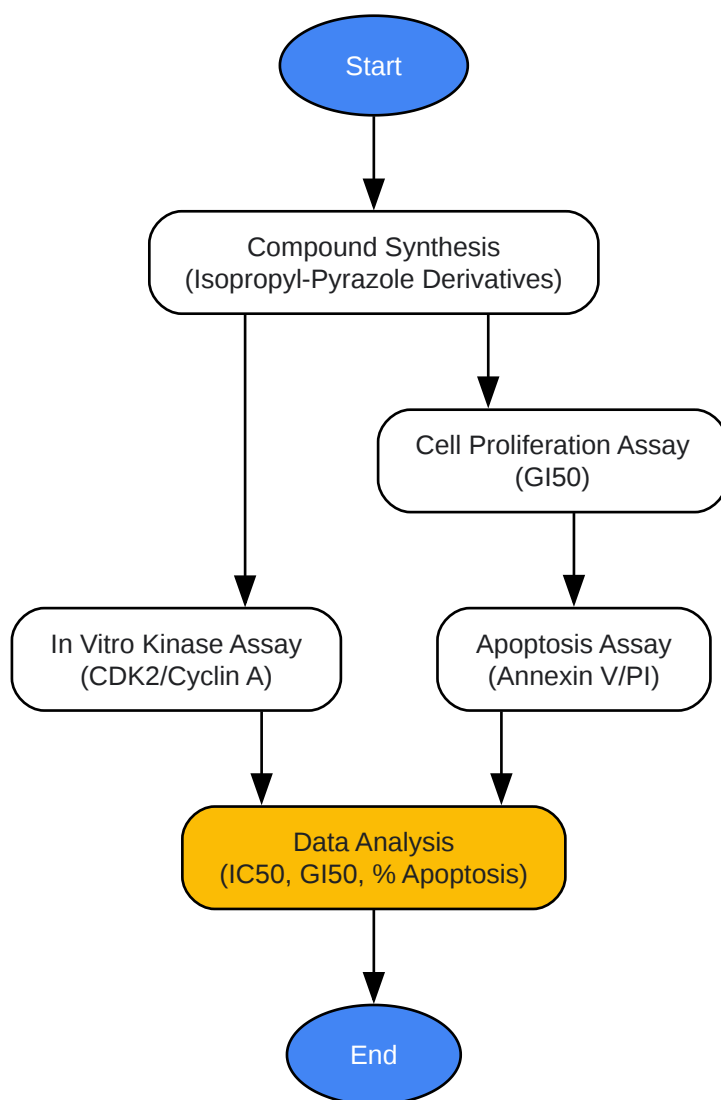 Start
Compound Synthesis
(Isopropyl-Pyrazole Derivatives)
Cell Proliferation Assay
(GI50)
In Vitro Kinase Assay
(CDK2/Cyclin A)
Apoptosis Assay
(Annexin V/PI)
Data Analysis
(IC50, GI50, % Apoptosis)
End